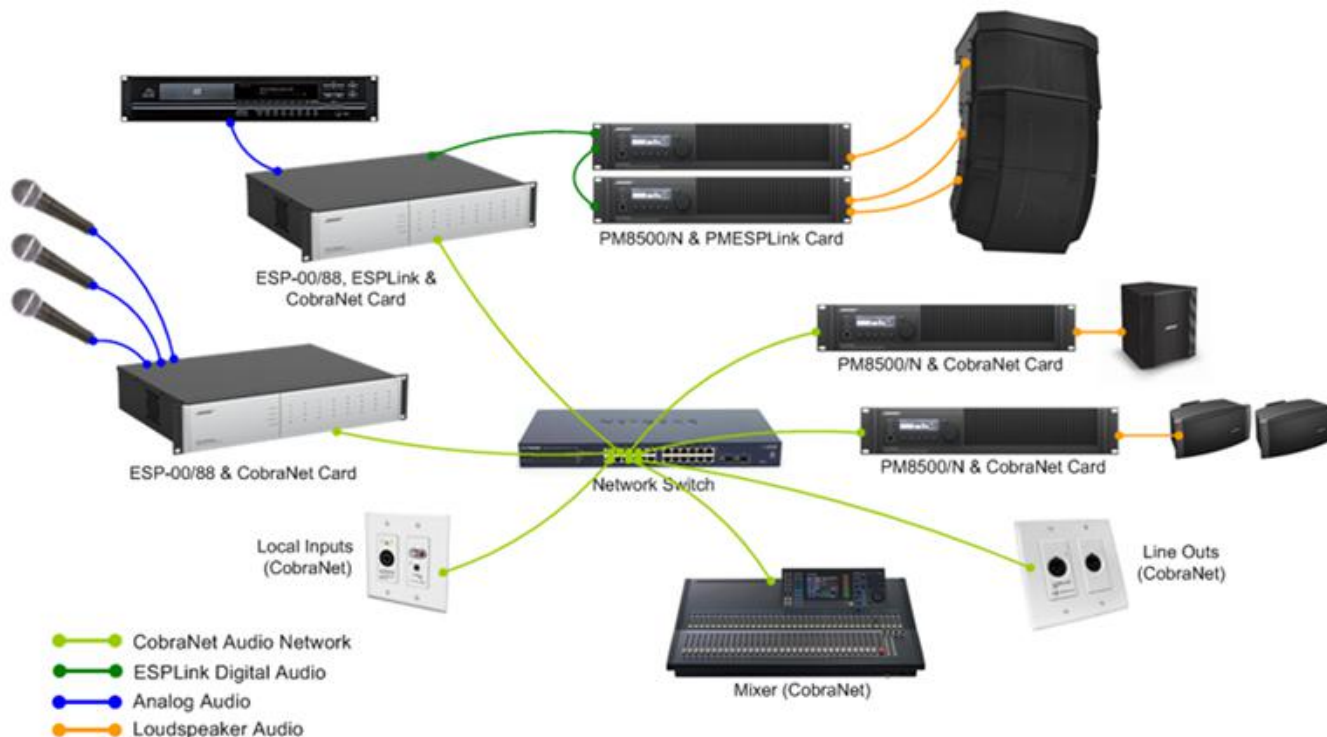 PM8500/N & PMESPLink Card
ESP-00/88, ESPLink &
CobraNet Card
PM8500/N & CobraNet Card
ESP-00/88 & CobraNet Card
Network Switch
PM8500/N & CobraNet Card
Local Inputs
(CobraNet)
Line Outs
(CobraNet)
Mixer (CobraNet)
CobraNet Audio Network
ESPLink Digital Audio
Analog Audio
Loudspeaker Audio